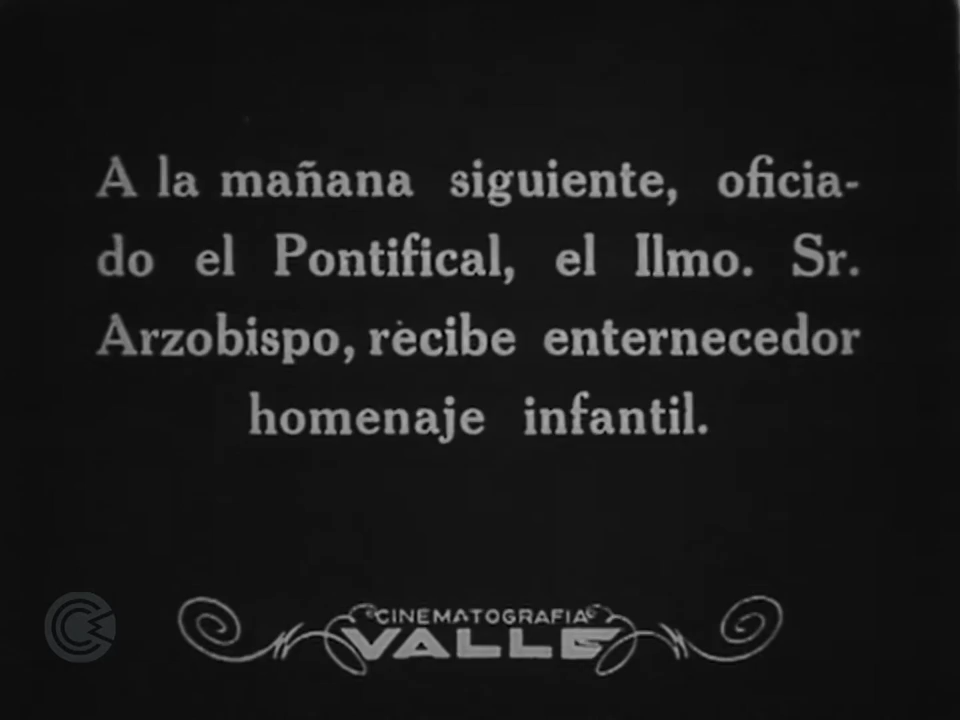 A la mañana siguiente, oficia-
do el Pontifical, el Ilmo. Sr.
Arzobispo, recibe enternecedor
homenaje infantil.
CINEMATOGRAFIA
VALLE